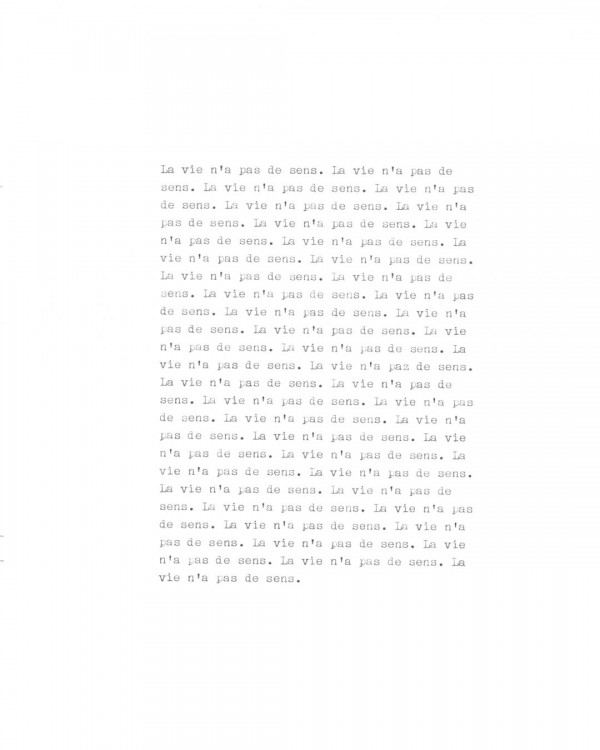 La vie n'a pas de sens. La vie n'a pas de
sens. La vie n'a pas de sens. La vie n'a pas
de sens. La vie n'a pas de sens. La vie n'a
pas de sens. La vie n'a pas de sens. La vie
n'a pas de sens. La vie n'a pas de sens. La
vie n'a pas de sens. La vie n'a pas de sens.
La vie n'a pas de sens. La vie n'a pas de
sens. La vie n'a pas de sens. La vie n'a pas
de sens. La vie n'a pas de sens. La vie n'a
pas de sens. La vie n'a pas de sens. La vie
n'a pas de sens. La vie n'a pas de sens. La
vie n'a pas de sens. La vie n'a paz de sens.
La vie n'a pas de sens. La vie n'a pas de
sens. La vie n'a pas de sens. La vie n'a pas
de sens. La vie n'a pas de sens. La vie n'a
pas de sens. La vie n'a pas de sens. La vie
n'a pas de sens. La vie n'a pas de sens. La
vie n'a pas de sens. La vie n'a pas de sens.
La vie n'a pas de sens. La vie n'a pas de
sens. La vie n'a pas de sens. La vie n'a pas
de sens. La vie n'a pas de sens. La vie n'a
pas de sens. La vie n'a pas de sens. La vie
n'a pas de sens. La vie n'a pas de sens. La
vie n'a pas de sens.